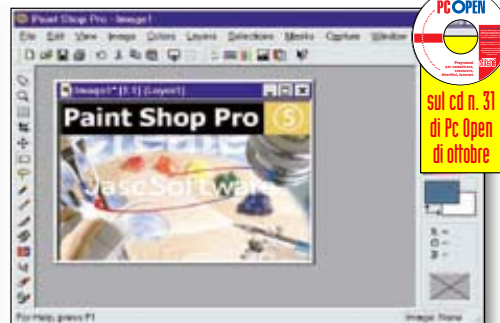 Paint Shop Pro - Image1
File Edit View Image Colors Layers Selections Masks Capture Window
Image1* [1:1] (Layer1)
Paint Shop Pro 5
Jasc Software
For Help, press F1
Image: None
PC OPEN
sul cd n. 31
di Pc Open
di ottobre